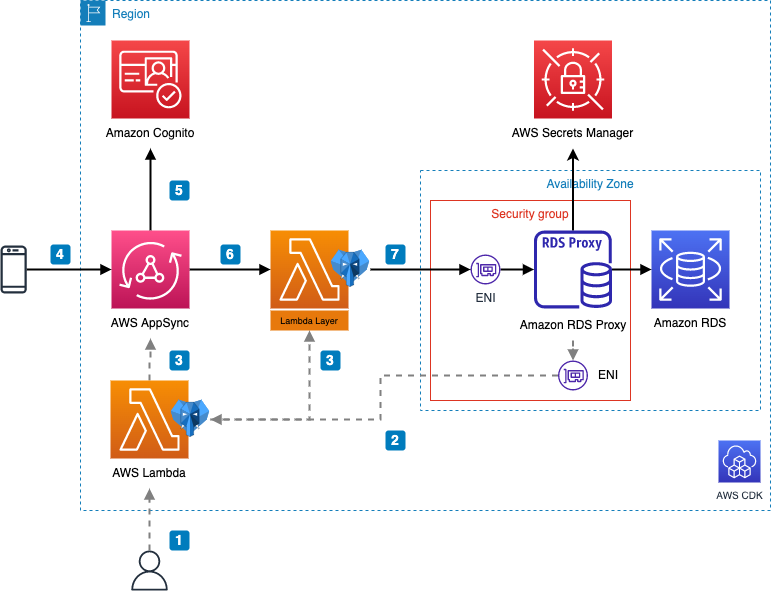 Region
Amazon Cognito
AWS Secrets Manager
5
Availability Zone
Security group
4
6
7
RDS Proxy
ENI
Lambda Layer
AWS AppSync
Amazon RDS Proxy
Amazon RDS
3
3
ENI
2
AWS Lambda
AWS CDK
1